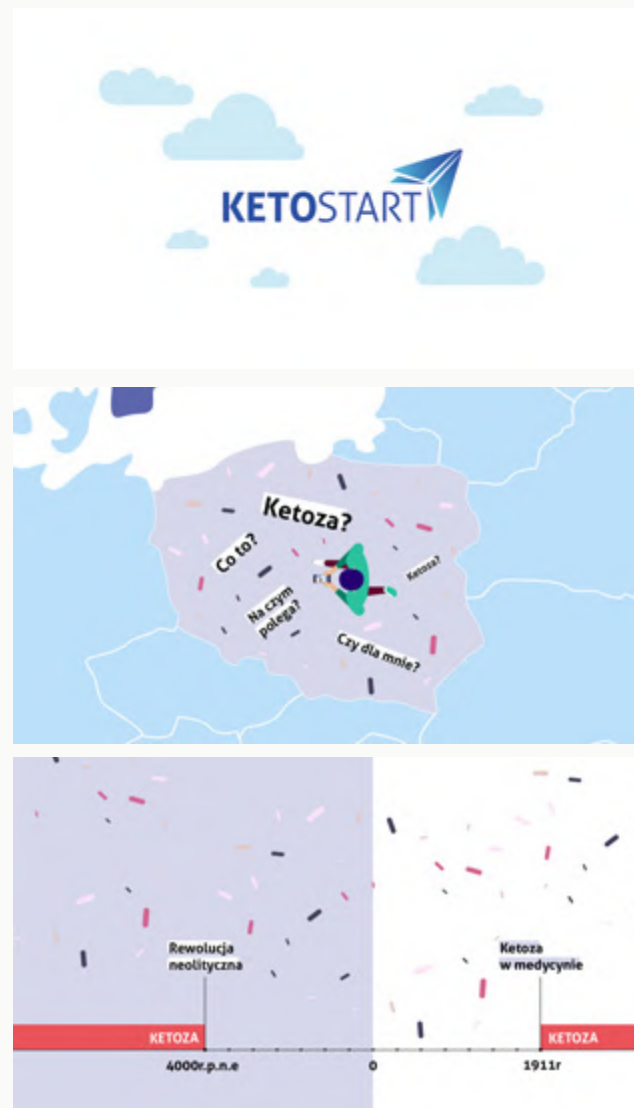 KETOSTART
Ketoza?
Co to?
Ketoza?
Na czym
polega?
Czy dla mnie?
Rewolucja
neolityczna
Ketoza
w medycynie
KETOZA
KETOZA
4000r.p.n.e
0
1911r